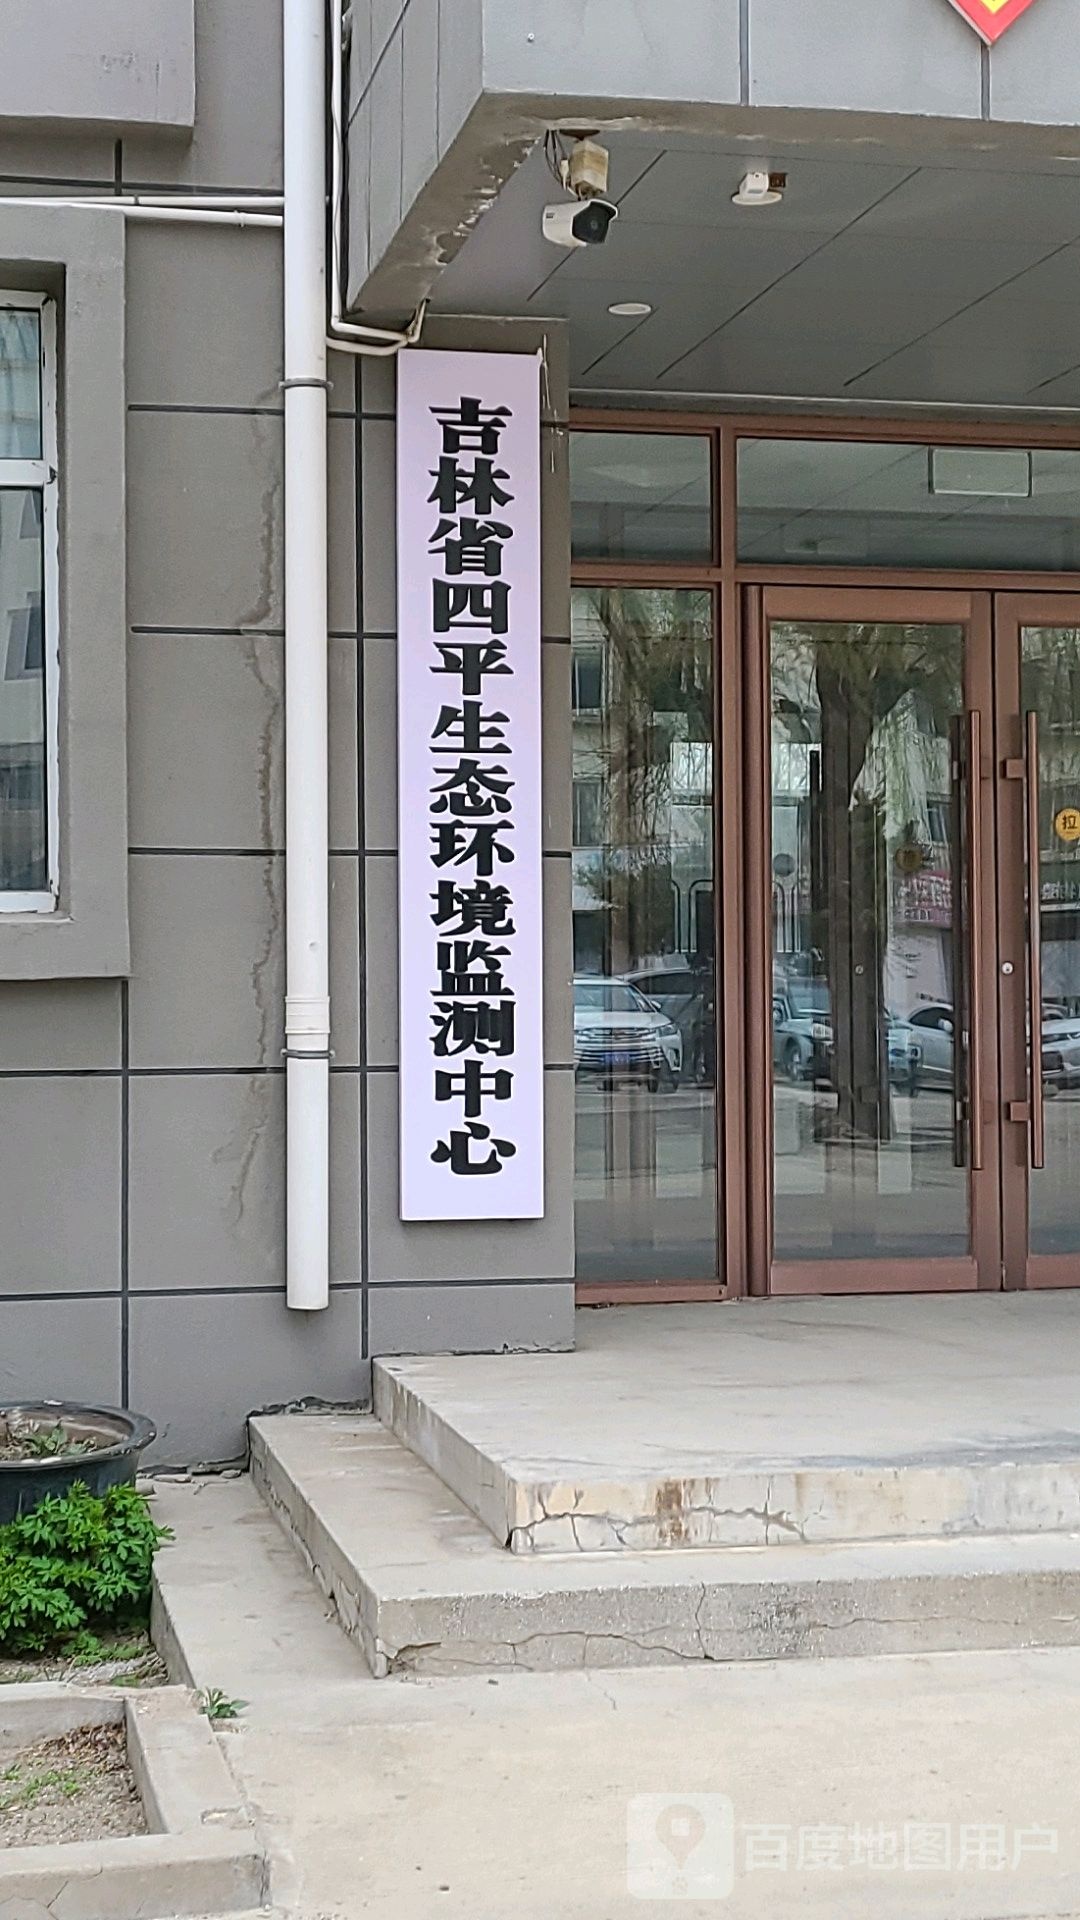 吉林省四平生态环境监测中心
拉
百度地图用户